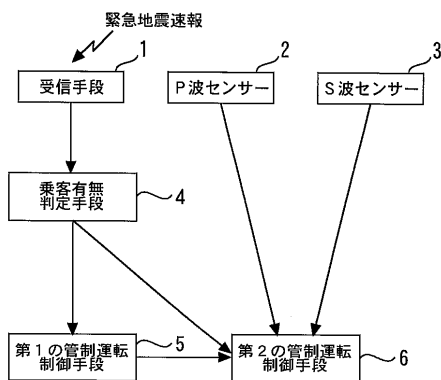 緊急地震速報
1
受信手段
2
P波センサー
3
S波センサー
乗客有無
判定手段
4
第1の管制運転
制御手段
5
第2の管制運転
制御手段
6